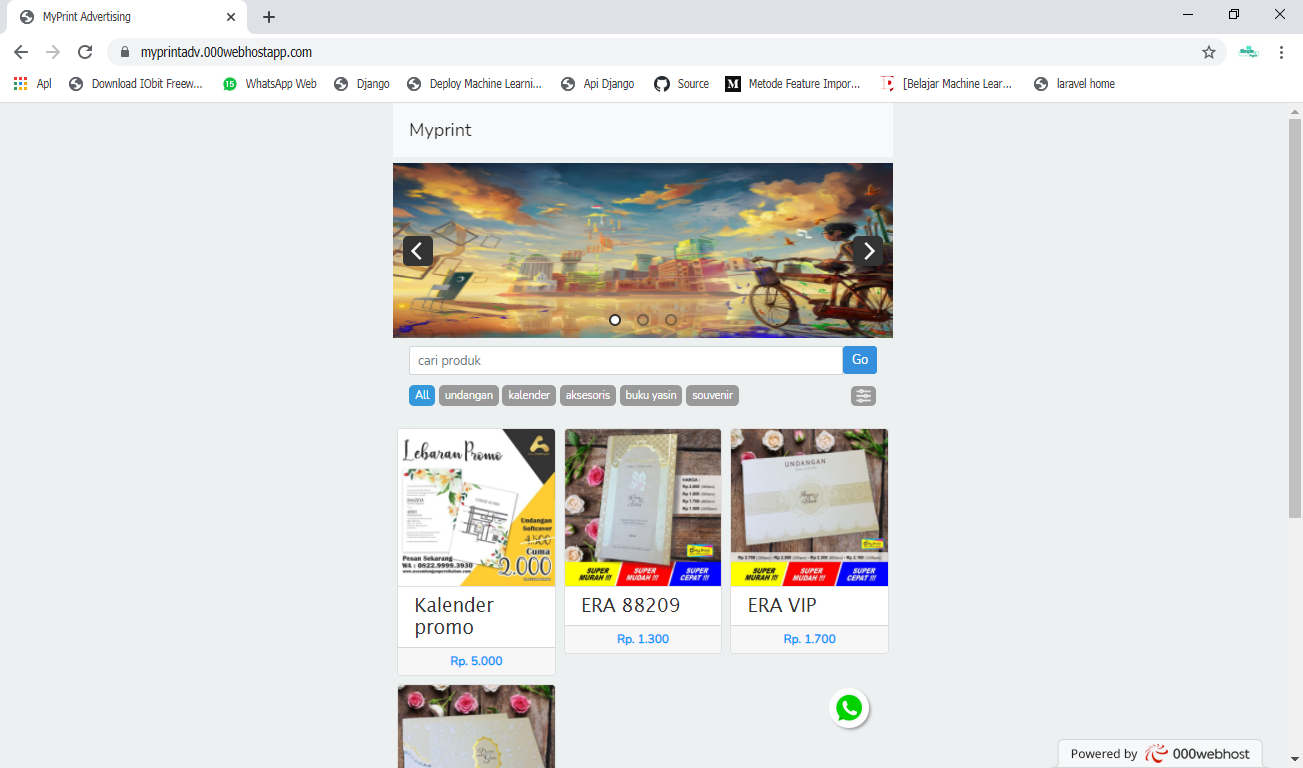 MyPrint Advertising
myprintadv.000webhostapp.com
Apl
Download IObit Freew...
15
WhatsApp Web
Django
Deploy Machine Learni...
Api Django
Source
M
Metode Feature Impor...
[Belajar Machine Lear...
laravel home
Myprint
cari produk
Go
All
undangan
kalender
aksesoris
buku yasin
souvenir
Lebaran Promo
Undangan
Softcover
4.500
Cuma
2.000
Pesan Sekarang
WA : 0822.9999.3930
Kalender
promo
Rp. 5.000
HARGA :
SUPER
MURAH !!!
SUPER
MUDAH !!!
SUPER
CEPAT !!!
ERA 88209
Rp. 1.300
UNDANGAN
SUPER
MURAH !!!
SUPER
MUDAH !!!
SUPER
CEPAT !!!
ERA VIP
Rp. 1.700
Powered by
000webhost